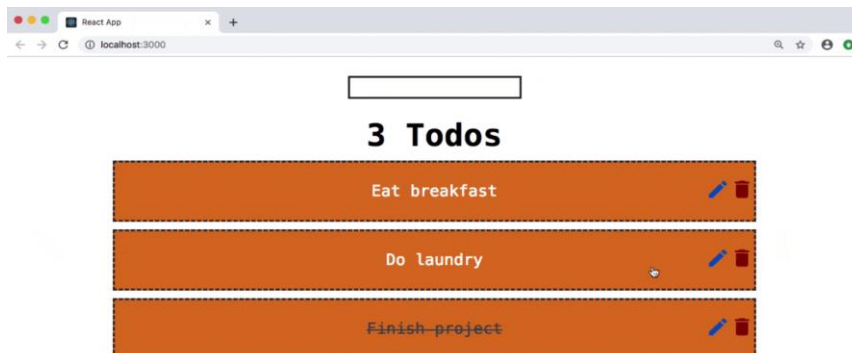 React App
localhost:3000
3 Todos
Eat breakfast
Do laundry
Finish project